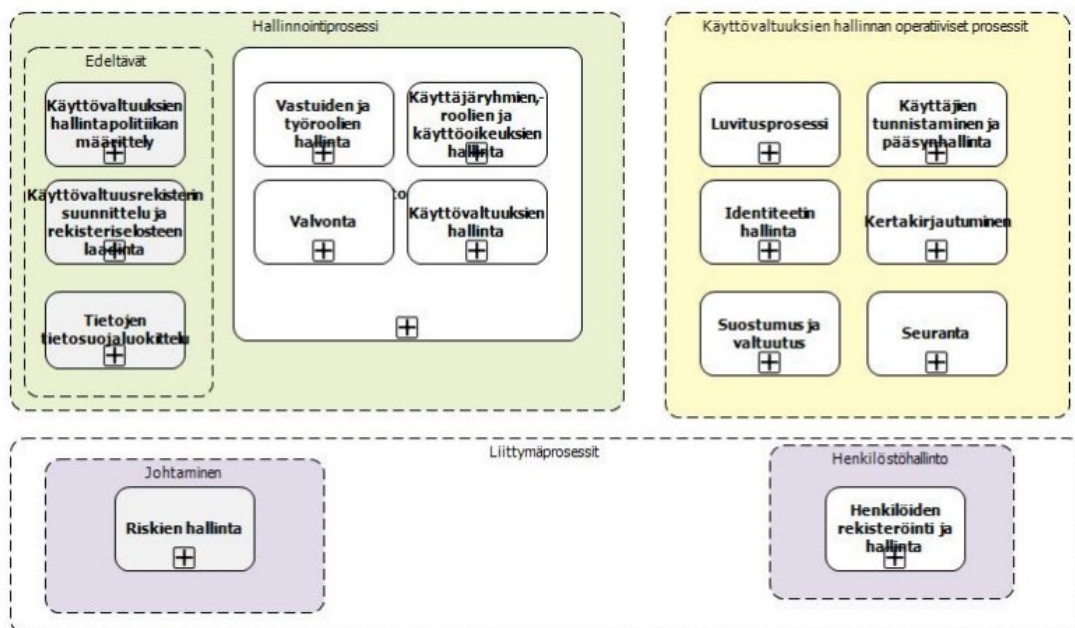 Hallinnointiprosessi
Edeltävät
Käyttövaltuuksien
hallintapolitiikan
määrittely
Käyttövaltuusrekisterin
suunnittelu ja
rekisteriselosteen
laadinta
Tietojen
tietosuojaluokittelu
Vastuiden ja
työroolien
hallinta
Käyttäjäryhmien,-
roolien ja
käyttöoikeuksien
hallinta
Valvonta
Käyttövaltuuksien
hallinta
Käyttövaltuuksien hallinnan operatiiviset prosessit
Luvitusprosessi
Käyttäjien
tunnistaminen ja
pääsynhallinta
Identiteetin
hallinta
Kertakirjautuminen
Suostumus ja
valtuutus
Seuranta
Liittymäprosessit
Johtaminen
Riskien hallinta
Henkilöstöhallinto
Henkilöiden
rekisteröinti ja
hallinta